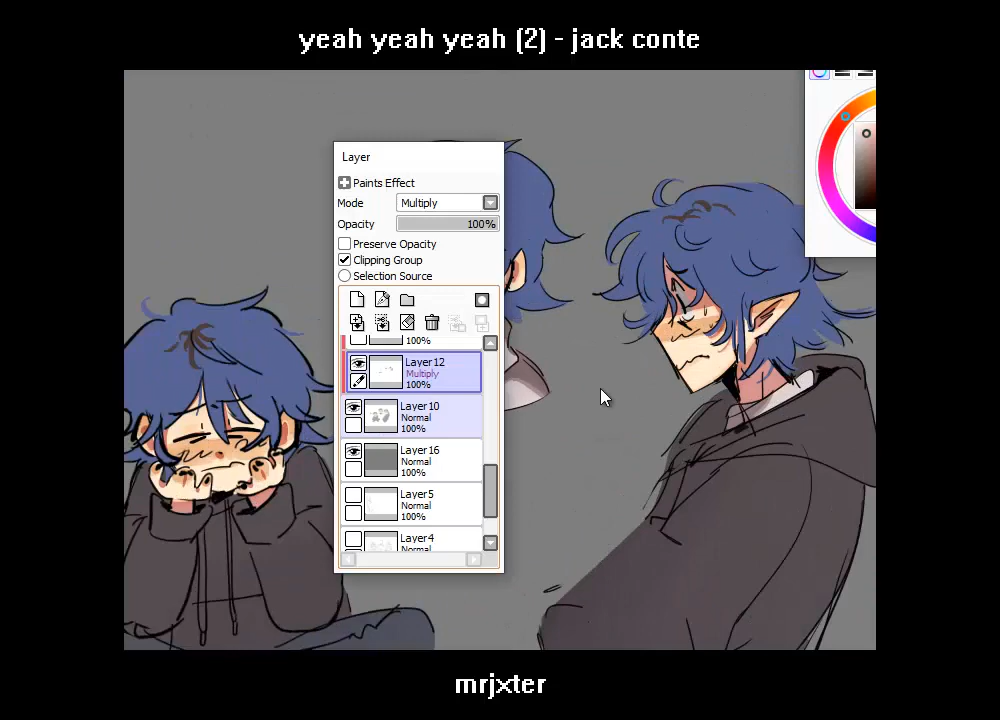 yeah yeah yeah (2) - jack conte
Layer
Paints Effect
Mode Multiply
Opacity 100%
Preserve Opacity
Clipping Group
Selection Source
100%
Layer12
Multiply
100%
Layer10
Normal
100%
Layer16
Normal
100%
Layer5
Normal
100%
Layer4
Normal
mrjxter